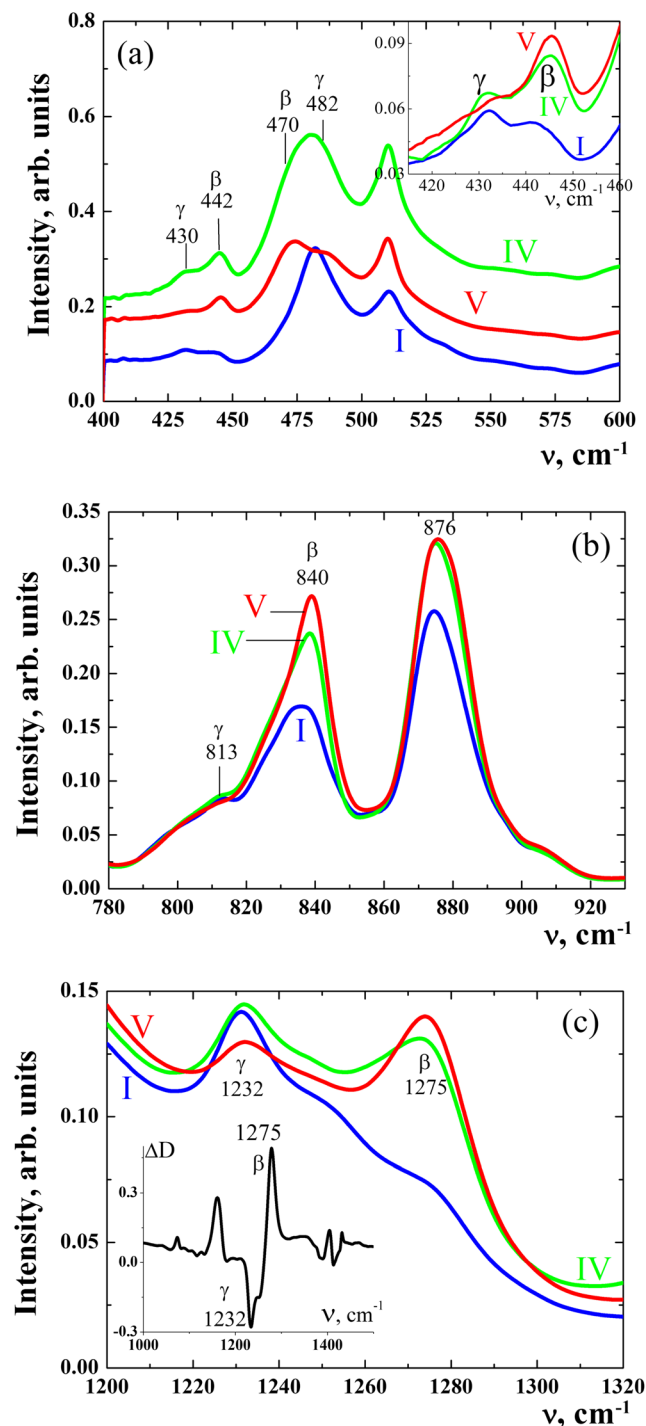 (a)
Intensity, arb. units
0.8
0.6
0.4
0.2
0.0
γ
430
β
442
β
470
γ
482
IV
V
I
0.09
0.06
0.03
γ
V
β
IV
I
420 430 440 450 460
ν, cm-1
400 425 450 475 500 525 550 575 600
ν, cm-1
(b)
Intensity, arb. units
0.35
0.30
0.25
0.20
0.15
0.10
0.05
0.00
γ
813
β
840
V
IV
I
876
780 800 820 840 860 880 900 920
ν, cm-1
(c)
Intensity, arb. units
0.15
0.10
0.05
0.00
V
I
γ
1232
β
1275
IV
ΔD
1275
β
0.3
0.0
-0.3
γ
1232
ν, cm-1
1000 1200 1400
1200 1220 1240 1260 1280 1300 1320
ν, cm-1